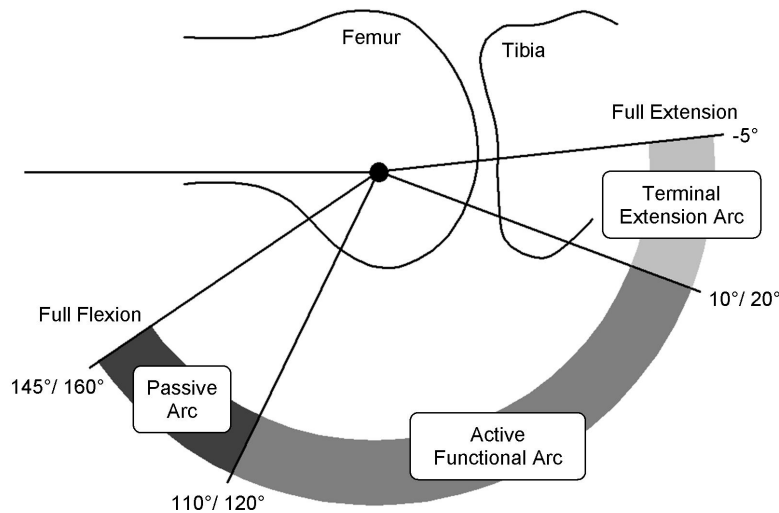 Femur
Tibia
Full Extension
-5°
Terminal
Extension Arc
10°/ 20°
Full Flexion
145°/ 160°
Passive
Arc
Active
Functional Arc
110°/ 120°